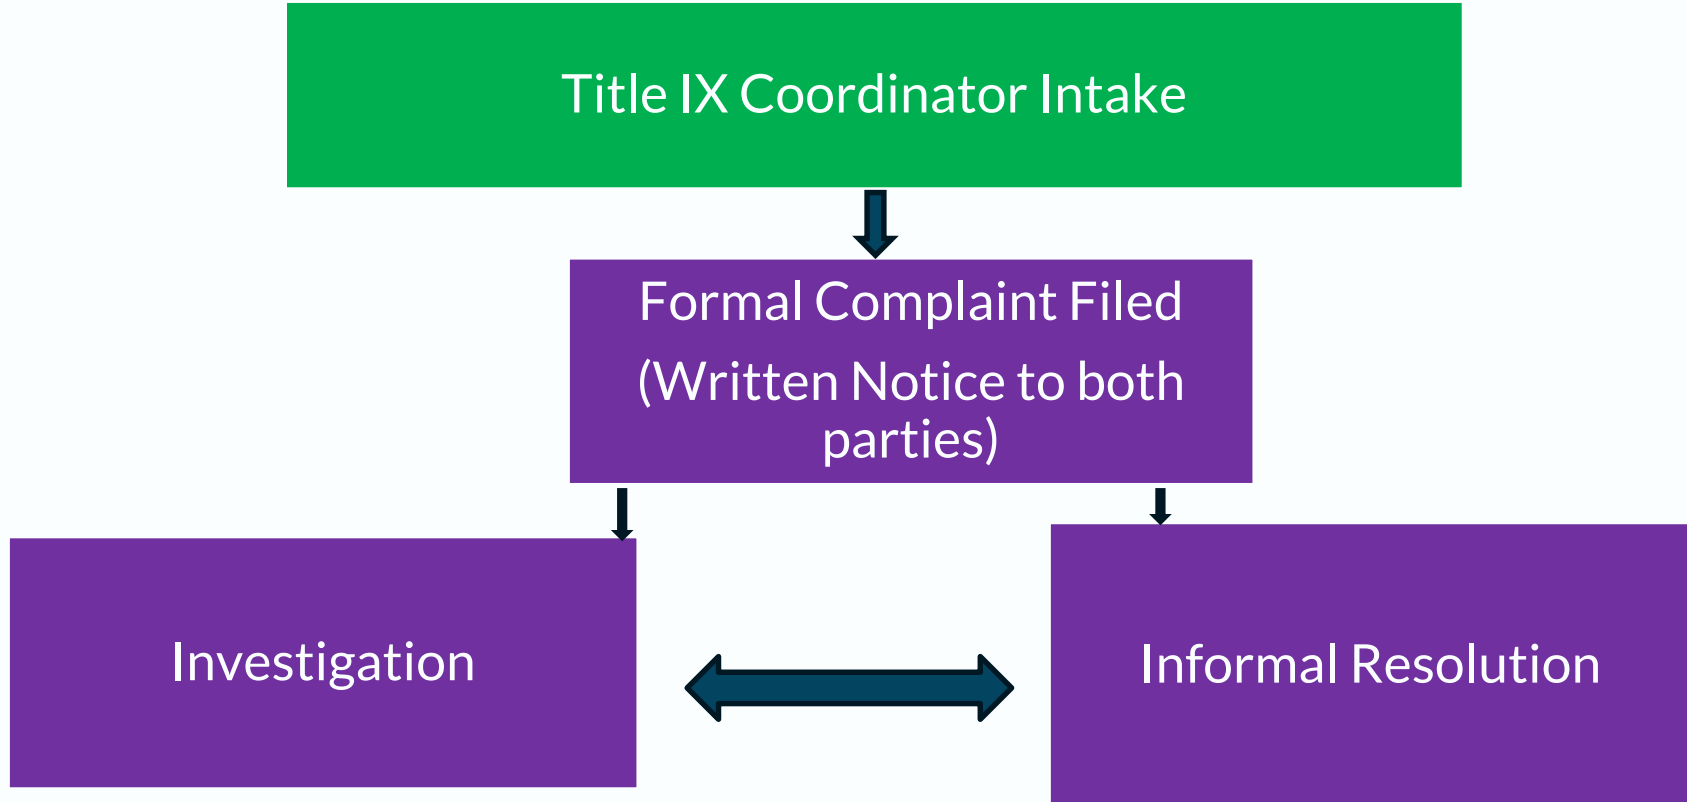 Title IX Coordinator Intake
Formal Complaint Filed
(Written Notice to both
parties)
Investigation
Informal Resolution